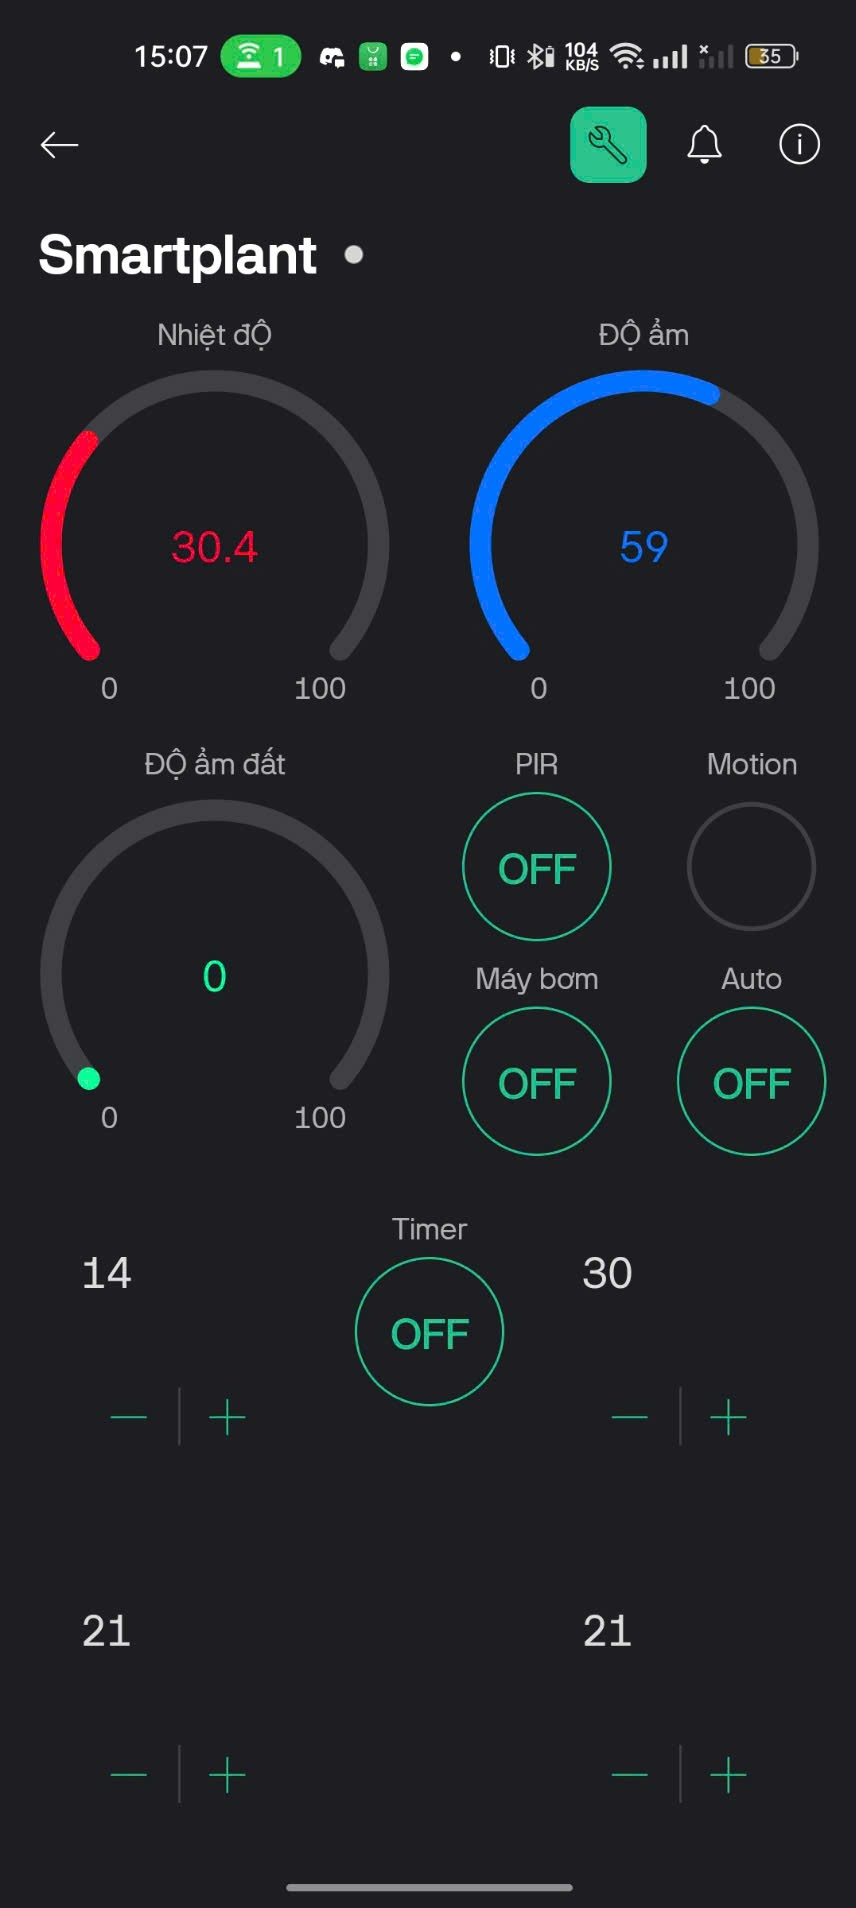 15:07 1 104 KB/S 35
Smartplant
Nhiệt độ
Độ ẩm
30.4
59
0 100
0 100
Độ ẩm đất
PIR
Motion
OFF
0
Máy bơm
Auto
OFF
OFF
0 100
Timer
14
30
OFF
− +
− +
21
21
− +
− +